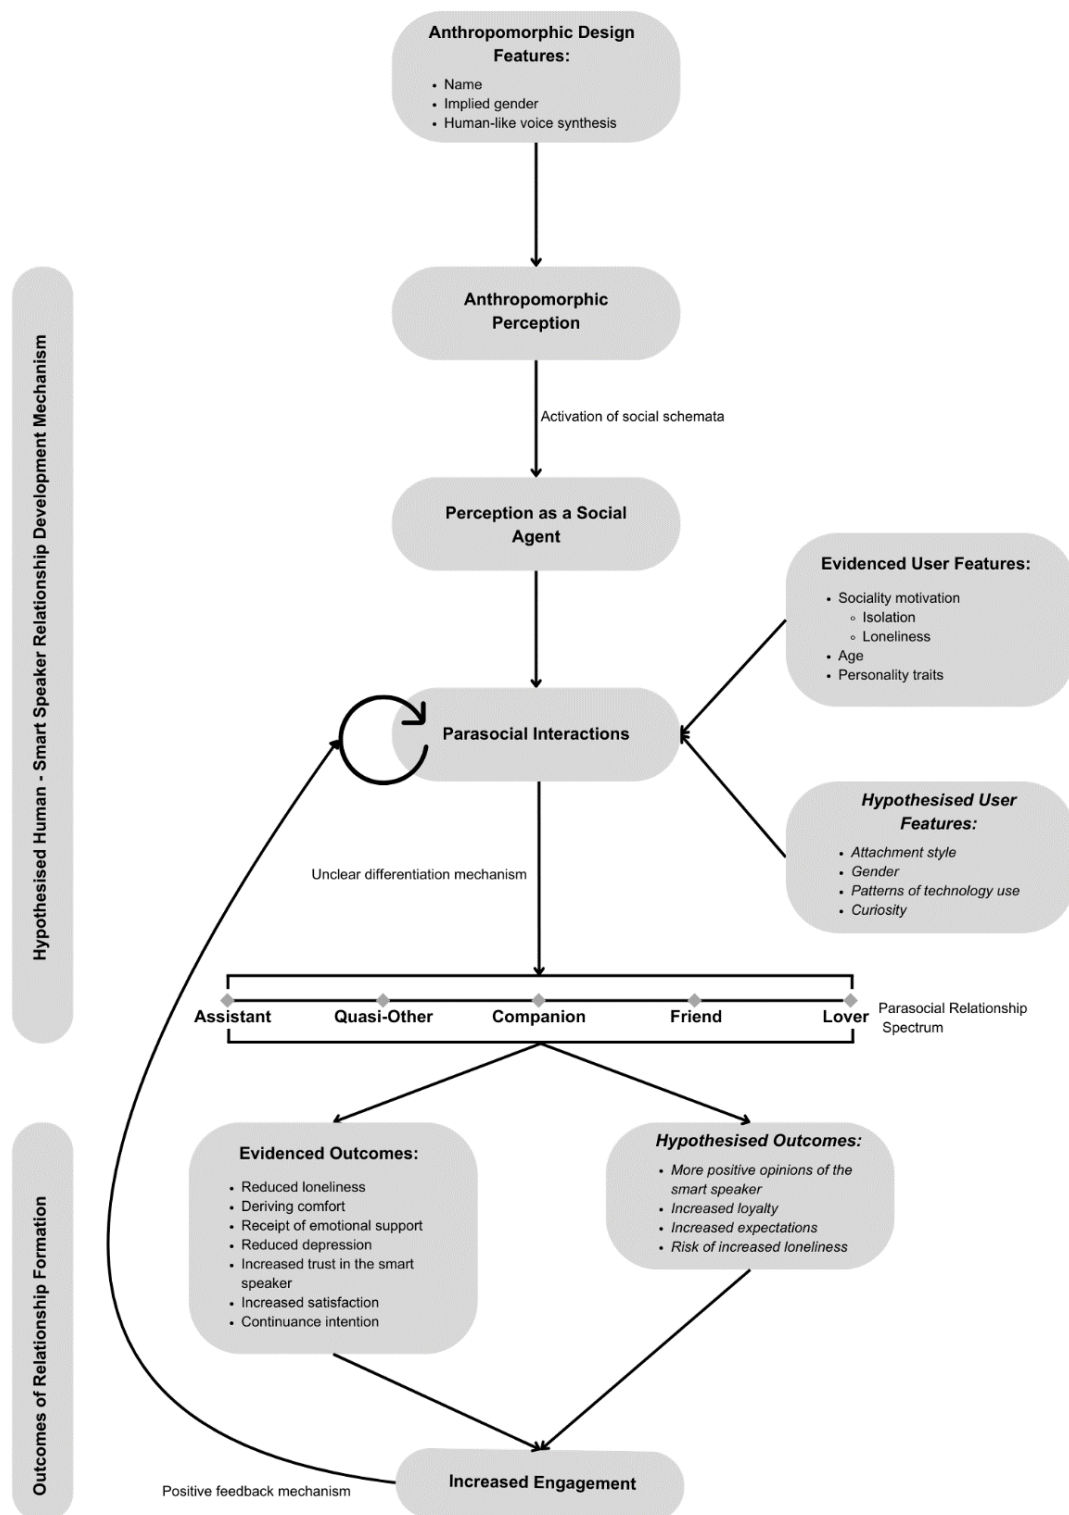 Anthropomorphic Design
Features:
• Name
• Implied gender
• Human-like voice synthesis
Hypothesised Human - Smart Speaker Relationship Development Mechanism
Anthropomorphic
Perception
Activation of social schemata
Perception as a Social
Agent
Evidenced User Features:
• Sociality motivation
◦ Isolation
◦ Loneliness
• Age
• Personality traits
Parasocial Interactions
Hypothesised User
Features:
• Attachment style
• Gender
• Patterns of technology use
• Curiosity
Unclear differentiation mechanism
Assistant
Quasi-Other
Companion
Friend
Lover
Parasocial Relationship
Spectrum
Outcomes of Relationship Formation
Evidenced Outcomes:
• Reduced loneliness
• Deriving comfort
• Receipt of emotional support
• Reduced depression
• Increased trust in the smart
speaker
• Increased satisfaction
• Continuance intention
Hypothesised Outcomes:
• More positive opinions of the
smart speaker
• Increased loyalty
• Increased expectations
• Risk of increased loneliness
Increased Engagement
Positive feedback mechanism